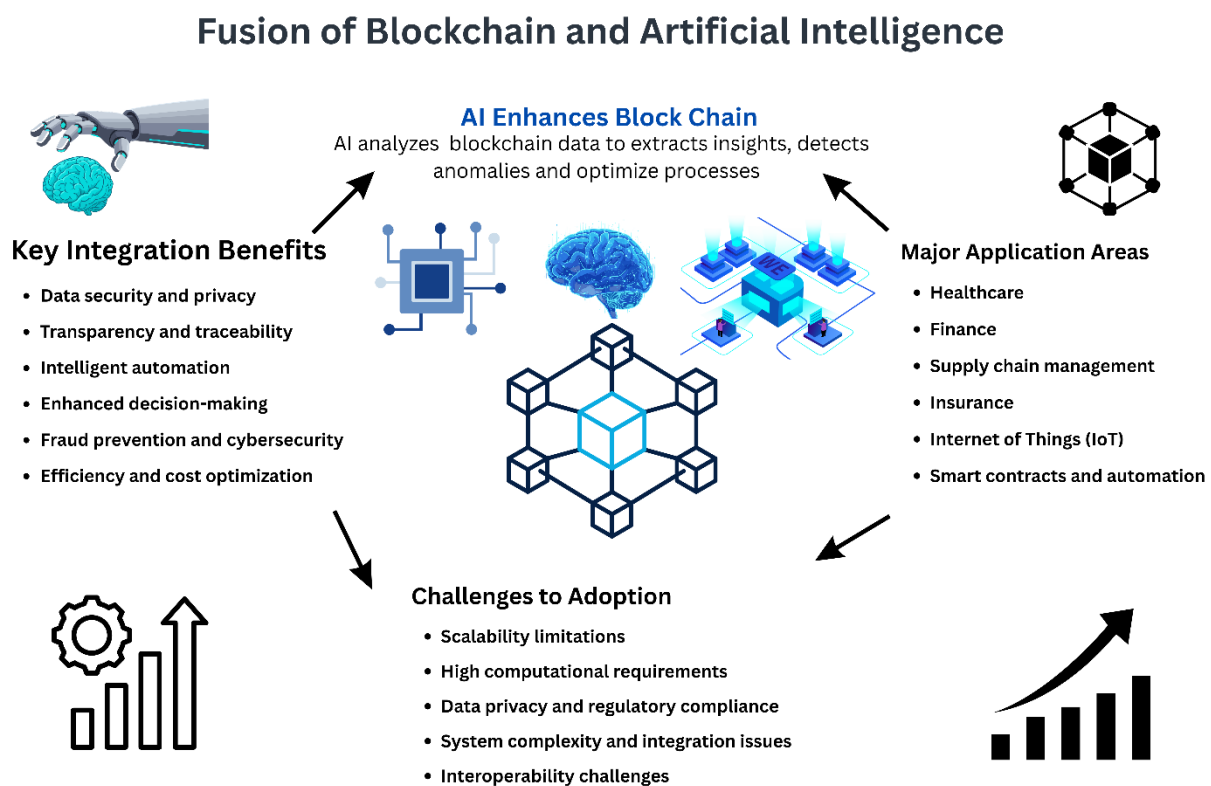 Fusion of Blockchain and Artificial Intelligence
AI Enhances Block Chain
AI analyzes blockchain data to extracts insights, detects
anomalies and optimize processes
Key Integration Benefits
• Data security and privacy
• Transparency and traceability
• Intelligent automation
• Enhanced decision-making
• Fraud prevention and cybersecurity
• Efficiency and cost optimization
WE
Major Application Areas
• Healthcare
• Finance
• Supply chain management
• Insurance
• Internet of Things (IoT)
• Smart contracts and automation
Challenges to Adoption
• Scalability limitations
• High computational requirements
• Data privacy and regulatory compliance
• System complexity and integration issues
• Interoperability challenges